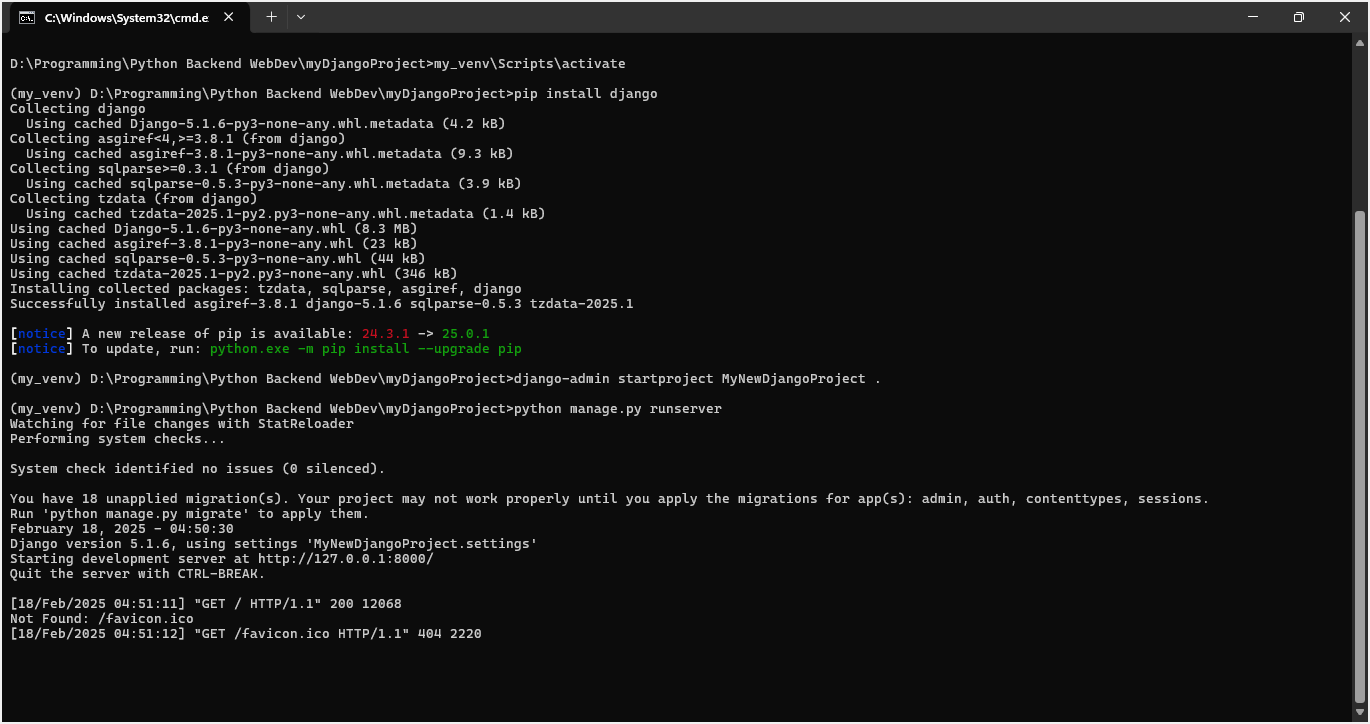 C:\Windows\System32\cmd.e
D:\Programming\Python Backend WebDev\myDjangoProject>my_venv\Scripts\activate
(my_venv) D:\Programming\Python Backend WebDev\myDjangoProject>pip install django
Collecting django
  Using cached Django-5.1.6-py3-none-any.whl.metadata (4.2 kB)
Collecting asgiref<4,>=3.8.1 (from django)
  Using cached asgiref-3.8.1-py3-none-any.whl.metadata (9.3 kB)
Collecting sqlparse>=0.3.1 (from django)
  Using cached sqlparse-0.5.3-py3-none-any.whl.metadata (3.9 kB)
Collecting tzdata (from django)
  Using cached tzdata-2025.1-py2.py3-none-any.whl.metadata (1.4 kB)
Using cached Django-5.1.6-py3-none-any.whl (8.3 MB)
Using cached asgiref-3.8.1-py3-none-any.whl (23 kB)
Using cached sqlparse-0.5.3-py3-none-any.whl (44 kB)
Using cached tzdata-2025.1-py2.py3-none-any.whl (346 kB)
Installing collected packages: tzdata, sqlparse, asgiref, django
Successfully installed asgiref-3.8.1 django-5.1.6 sqlparse-0.5.3 tzdata-2025.1
[notice] A new release of pip is available: 24.3.1 -> 25.0.1
[notice] To update, run: python.exe -m pip install --upgrade pip
(my_venv) D:\Programming\Python Backend WebDev\myDjangoProject>django-admin startproject MyNewDjangoProject .
(my_venv) D:\Programming\Python Backend WebDev\myDjangoProject>python manage.py runserver
Watching for file changes with StatReloader
Performing system checks...
System check identified no issues (0 silenced).
You have 18 unapplied migration(s). Your project may not work properly until you apply the migrations for app(s): admin, auth, contenttypes, sessions.
Run 'python manage.py migrate' to apply them.
February 18, 2025 - 04:50:30
Django version 5.1.6, using settings 'MyNewDjangoProject.settings'
Starting development server at http://127.0.0.1:8000/
Quit the server with CTRL-BREAK.
[18/Feb/2025 04:51:11] "GET / HTTP/1.1" 200 12068
Not Found: /favicon.ico
[18/Feb/2025 04:51:12] "GET /favicon.ico HTTP/1.1" 404 2220